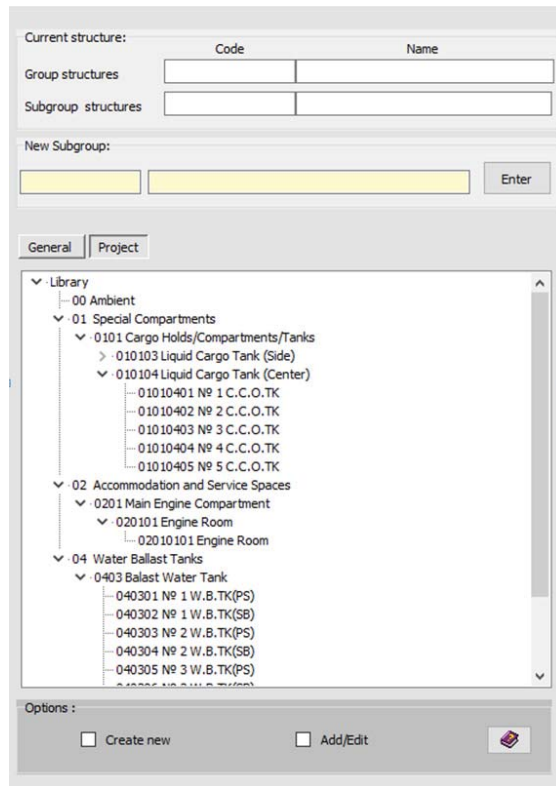 Current structure:
Code Name
Group structures
Subgroup structures
New Subgroup:
Enter
General Project
Library
00 Ambient
01 Special Compartments
0101 Cargo Holds/Compartments/Tanks
010103 Liquid Cargo Tank (Side)
010104 Liquid Cargo Tank (Center)
01010401 Nº 1 C.C.O.TK
01010402 Nº 2 C.C.O.TK
01010403 Nº 3 C.C.O.TK
01010404 Nº 4 C.C.O.TK
01010405 Nº 5 C.C.O.TK
02 Accommodation and Service Spaces
0201 Main Engine Compartment
020101 Engine Room
02010101 Engine Room
04 Water Ballast Tanks
0403 Balast Water Tank
040301 Nº 1 W.B.TK(PS)
040302 Nº 1 W.B.TK(SB)
040303 Nº 2 W.B.TK(PS)
040304 Nº 2 W.B.TK(SB)
040305 Nº 3 W.B.TK(PS)
Options :
Create new Add/Edit